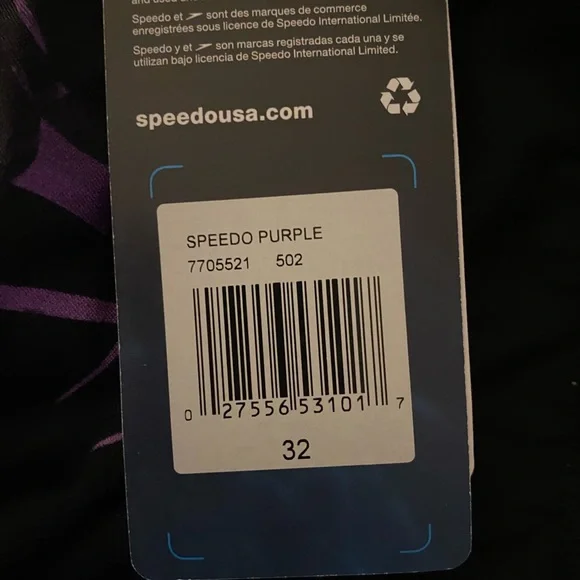 Speedo et sont des marques de commerce
enregistrées sous licence de Speedo International Limitée.
Speedo y et son marcas registradas cada una y se
utilizan bajo licencia de Speedo International Limited.
speedousa.com
SPEEDO PURPLE
7705521 502
0 27556 53101 7
32